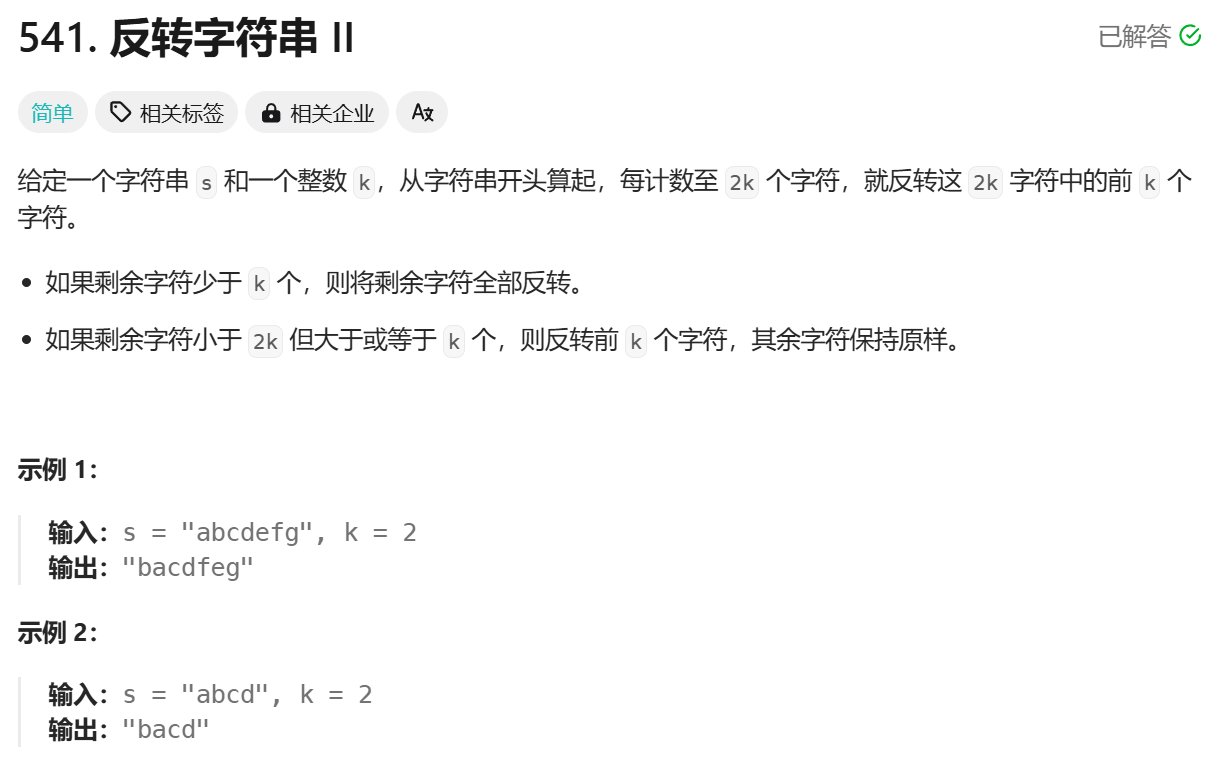 541. 反转字符串 II
已解答
简单
相关标签
相关企业
给定一个字符串 s 和一个整数 k，从字符串开头算起，每计数至 2k 个字符，就反转这 2k 字符中的前 k 个
字符。
如果剩余字符少于 k 个，则将剩余字符全部反转。
如果剩余字符小于 2k 但大于或等于 k 个，则反转前 k 个字符，其余字符保持原样。
示例 1：
输入：s = "abcdefg", k = 2
输出："bacdfeg"
示例 2：
输入：s = "abcd", k = 2
输出："bacd"